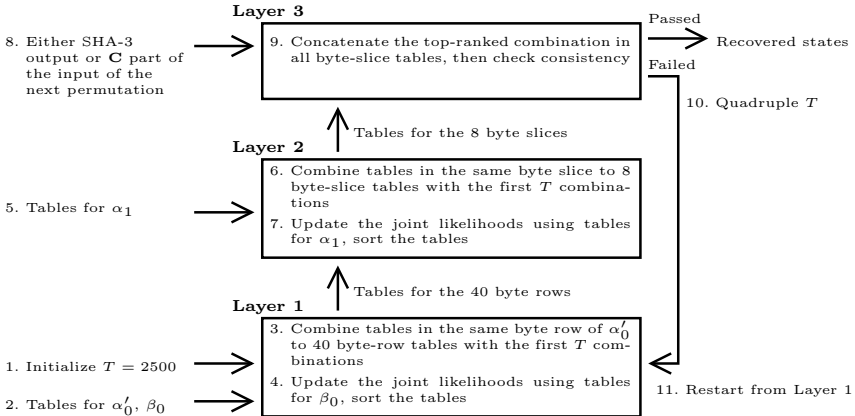 Layer 3
8. Either SHA-3
output or C part of
the input of the
next permutation
9. Concatenate the top-ranked combination in
all byte-slice tables, then check consistency
Passed
Recovered states
Failed
10. Quadruple T
Tables for the 8 byte slices
Layer 2
5. Tables for α₁
6. Combine tables in the same byte slice to 8
byte-slice tables with the first T combina-
tions
7. Update the joint likelihoods using tables
for α₁, sort the tables
Tables for the 40 byte rows
Layer 1
1. Initialize T = 2500
2. Tables for α′₀, β₀
3. Combine tables in the same byte row of α′₀
to 40 byte-row tables with the first T com-
binations
4. Update the joint likelihoods using tables
for β₀, sort the tables
11. Restart from Layer 1